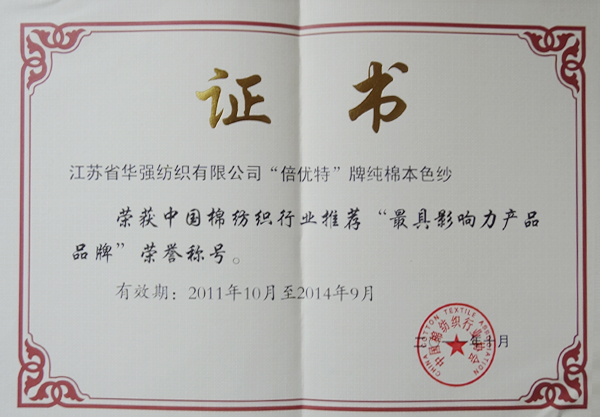 证书
江苏省华强纺织有限公司“倍优特”牌纯棉本色纱
荣获中国棉纺织行业推荐“最具影响力产品
品牌”荣誉称号。
有效期：2011年10月至2014年9月
年十月
中国棉纺织行业协会
CHINA COTTON TEXTILE ASSOCIATION